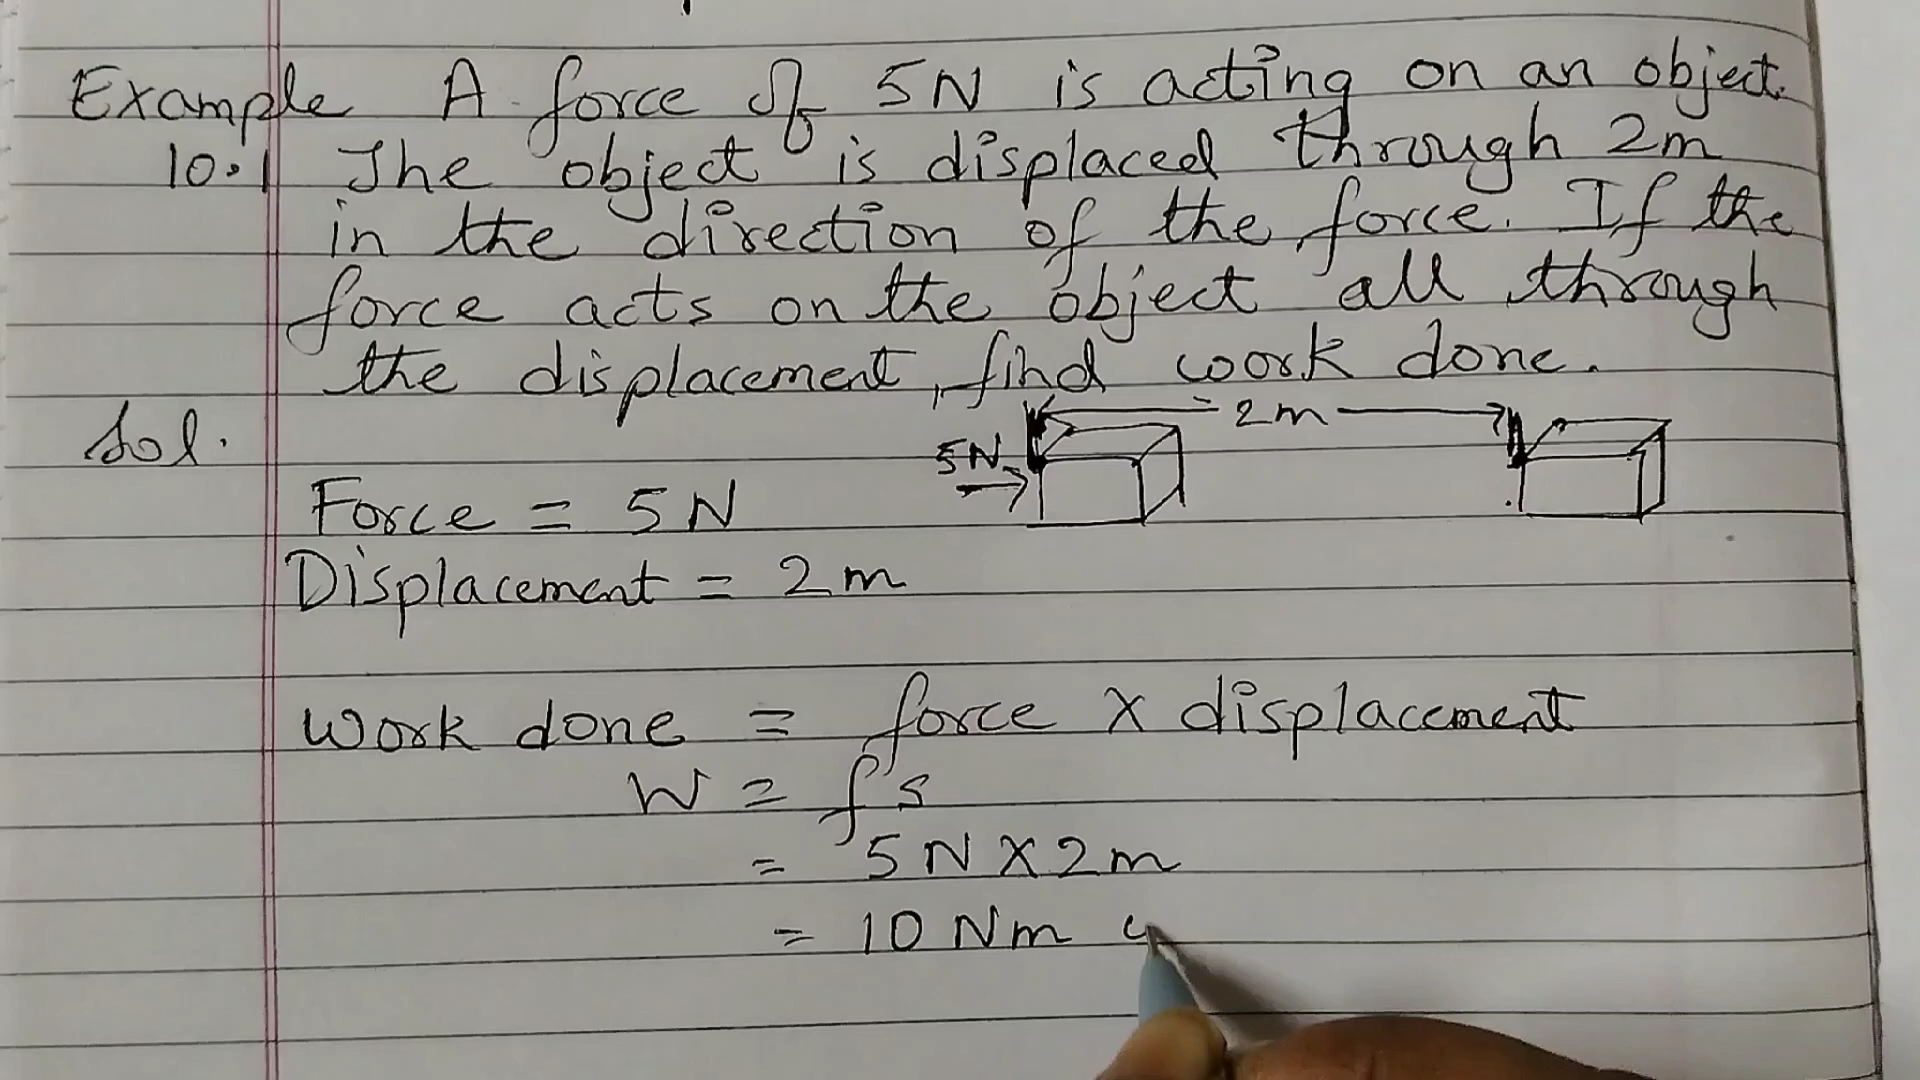 Example A force of 5N is acting on an object.
10.1 The object is displaced through 2m
in the direction of the force. If the
force acts on the object all through
the displacement, find work done.
Sol.
2m
5N
Force = 5N
Displacement = 2m
Work done = force X displacement
W = fs
= 5N X 2m
= 10 Nm